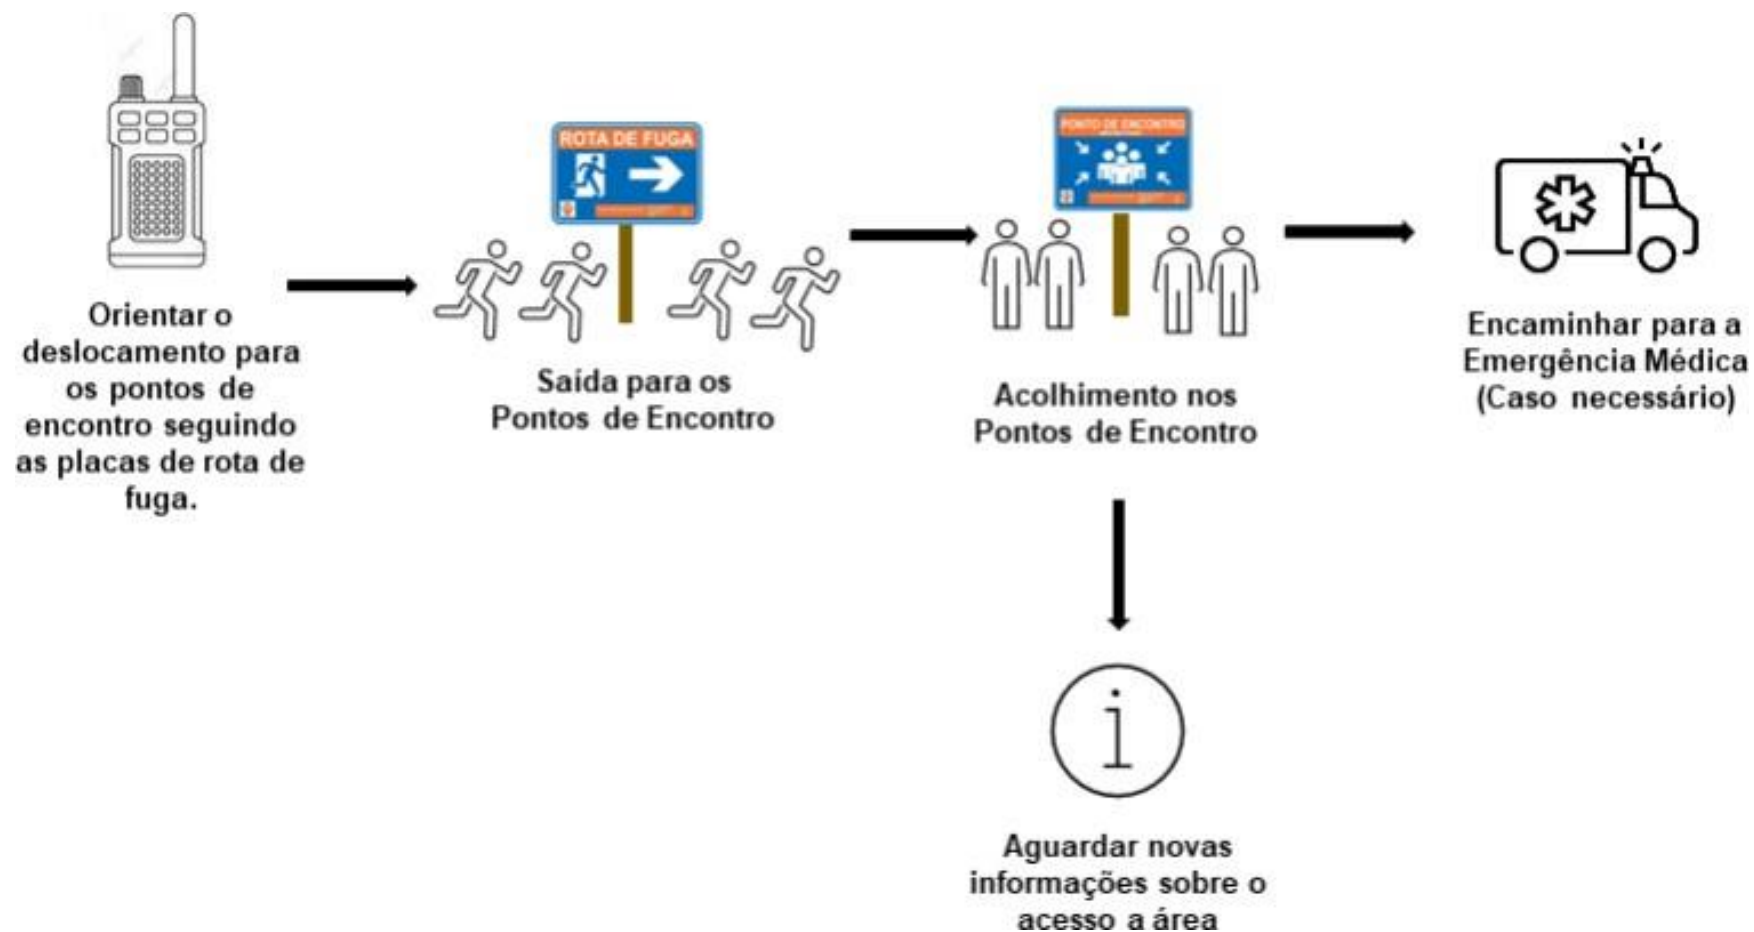 Orientar o
deslocamento para
os pontos de
encontro seguindo
as placas de rota de
fuga.
ROTA DE FUGA
Saída para os
Pontos de Encontro
PONTO DE ENCONTRO
Acolhimento nos
Pontos de Encontro
Encaminhar para a
Emergência Médica
(Caso necessário)
i
Aguardar novas
informações sobre o
acesso a área